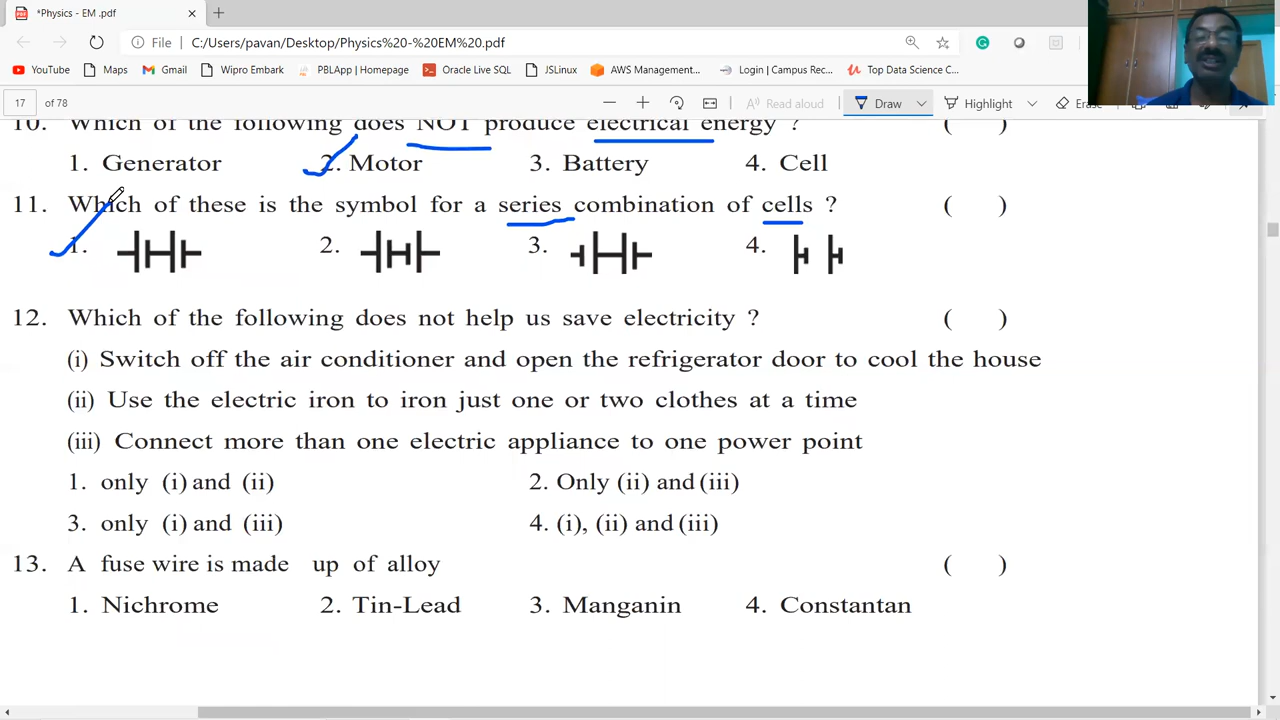 *Physics - EM .pdf
File C:/Users/pavan/Desktop/Physics%20-%20EM%20.pdf
YouTube Maps Gmail Wipro Embark PBLApp | Homepage Oracle Live SQL JSLinux AWS Management... Login | Campus Rec... Top Data Science C...
17 of 78 Read aloud Draw Highlight Erase
10. Which of the following does NOT produce electrical energy ? ( )
1. Generator 2. Motor 3. Battery 4. Cell
11. Which of these is the symbol for a series combination of cells ? ( )
1. 2. 3. 4.
12. Which of the following does not help us save electricity ? ( )
(i) Switch off the air conditioner and open the refrigerator door to cool the house
(ii) Use the electric iron to iron just one or two clothes at a time
(iii) Connect more than one electric appliance to one power point
1. only (i) and (ii) 2. Only (ii) and (iii)
3. only (i) and (iii) 4. (i), (ii) and (iii)
13. A fuse wire is made up of alloy ( )
1. Nichrome 2. Tin-Lead 3. Manganin 4. Constantan